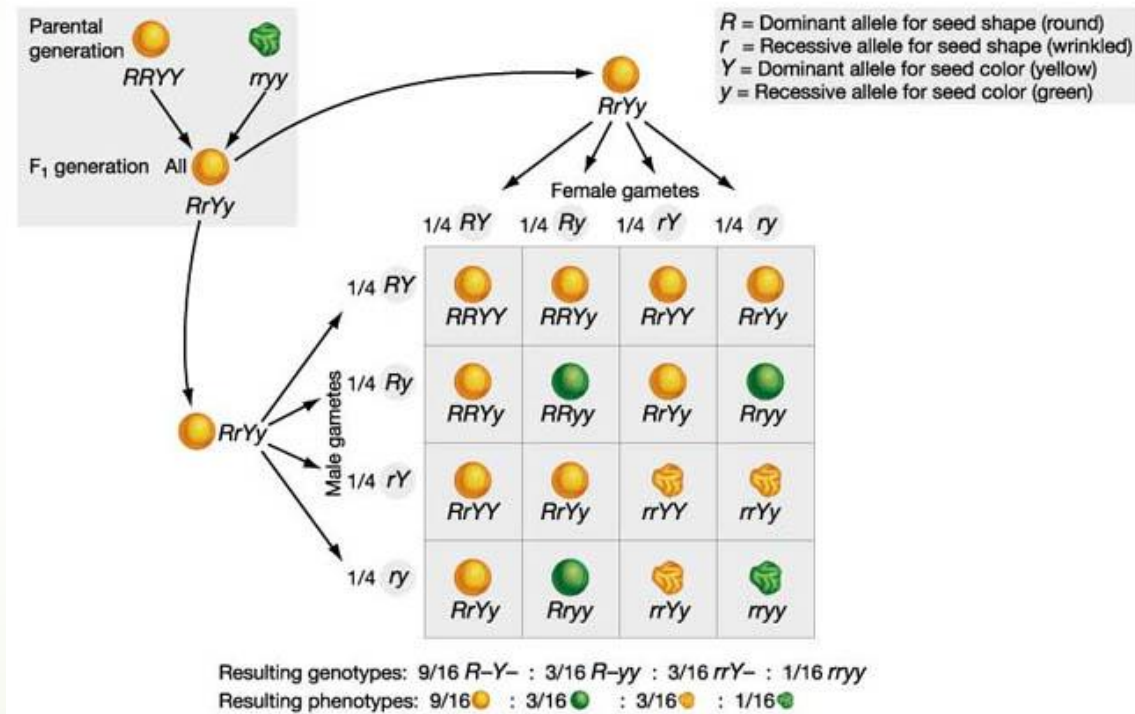 Parental
generation
RRYY
rryy
F₁ generation
All
RrYy
R = Dominant allele for seed shape (round)
r = Recessive allele for seed shape (wrinkled)
Y = Dominant allele for seed color (yellow)
y = Recessive allele for seed color (green)
RrYy
Female gametes
1/4 RY 1/4 Ry 1/4 rY 1/4 ry
1/4 RY
RRYY RRYy RrYY RrYy
1/4 Ry
RRYy RRyy RrYy Rryy
RrYy
Male gametes
1/4 rY
RrYY RrYy rrYY rrYy
1/4 ry
RrYy Rryy rrYy rryy
Resulting genotypes: 9/16 R–Y– : 3/16 R–yy : 3/16 rrY– : 1/16 rryy
Resulting phenotypes: 9/16 : 3/16 : 3/16 : 1/16